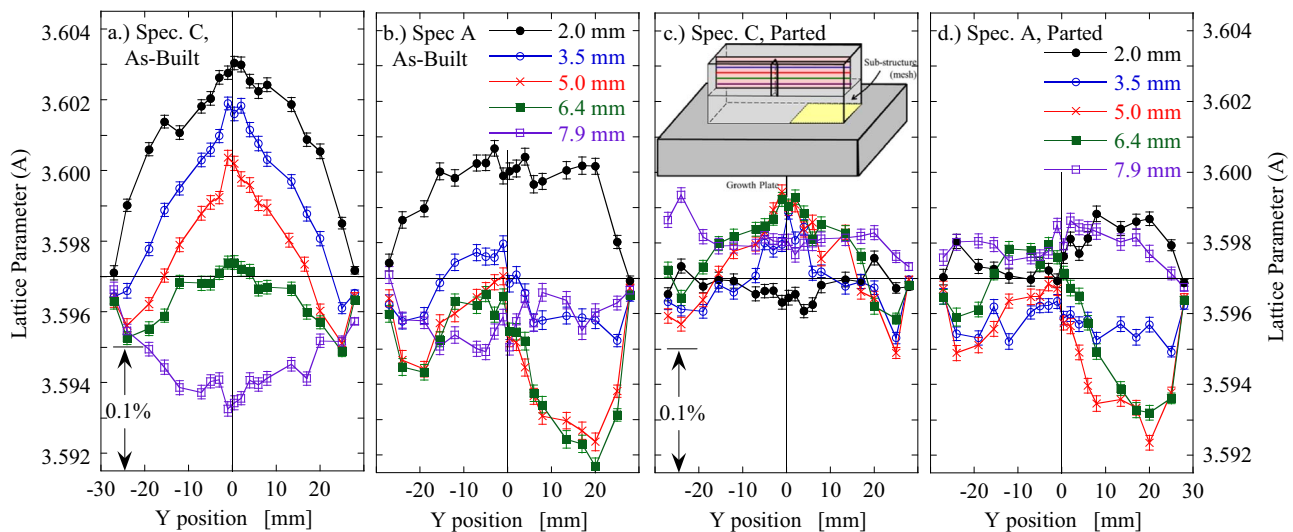 a.) Spec. C,
As-Built
b.) Spec A
As-Built
2.0 mm
3.5 mm
5.0 mm
6.4 mm
7.9 mm
c.) Spec. C, Parted
Sub-structure
(mesh)
Growth Plate
d.) Spec. A, Parted
2.0 mm
3.5 mm
5.0 mm
6.4 mm
7.9 mm
Lattice Parameter (A)
3.604
3.602
3.600
3.598
3.596
3.594
3.592
0.1%
0.1%
3.604
3.602
3.600
3.598
3.596
3.594
3.592
Lattice Parameter (A)
-30 -20 -10 0 10 20
-20 -10 0 10 20
-20 -10 0 10 20
-20 -10 0 10 20 30
Y position [mm]
Y position [mm]
Y position [mm]
Y position [mm]